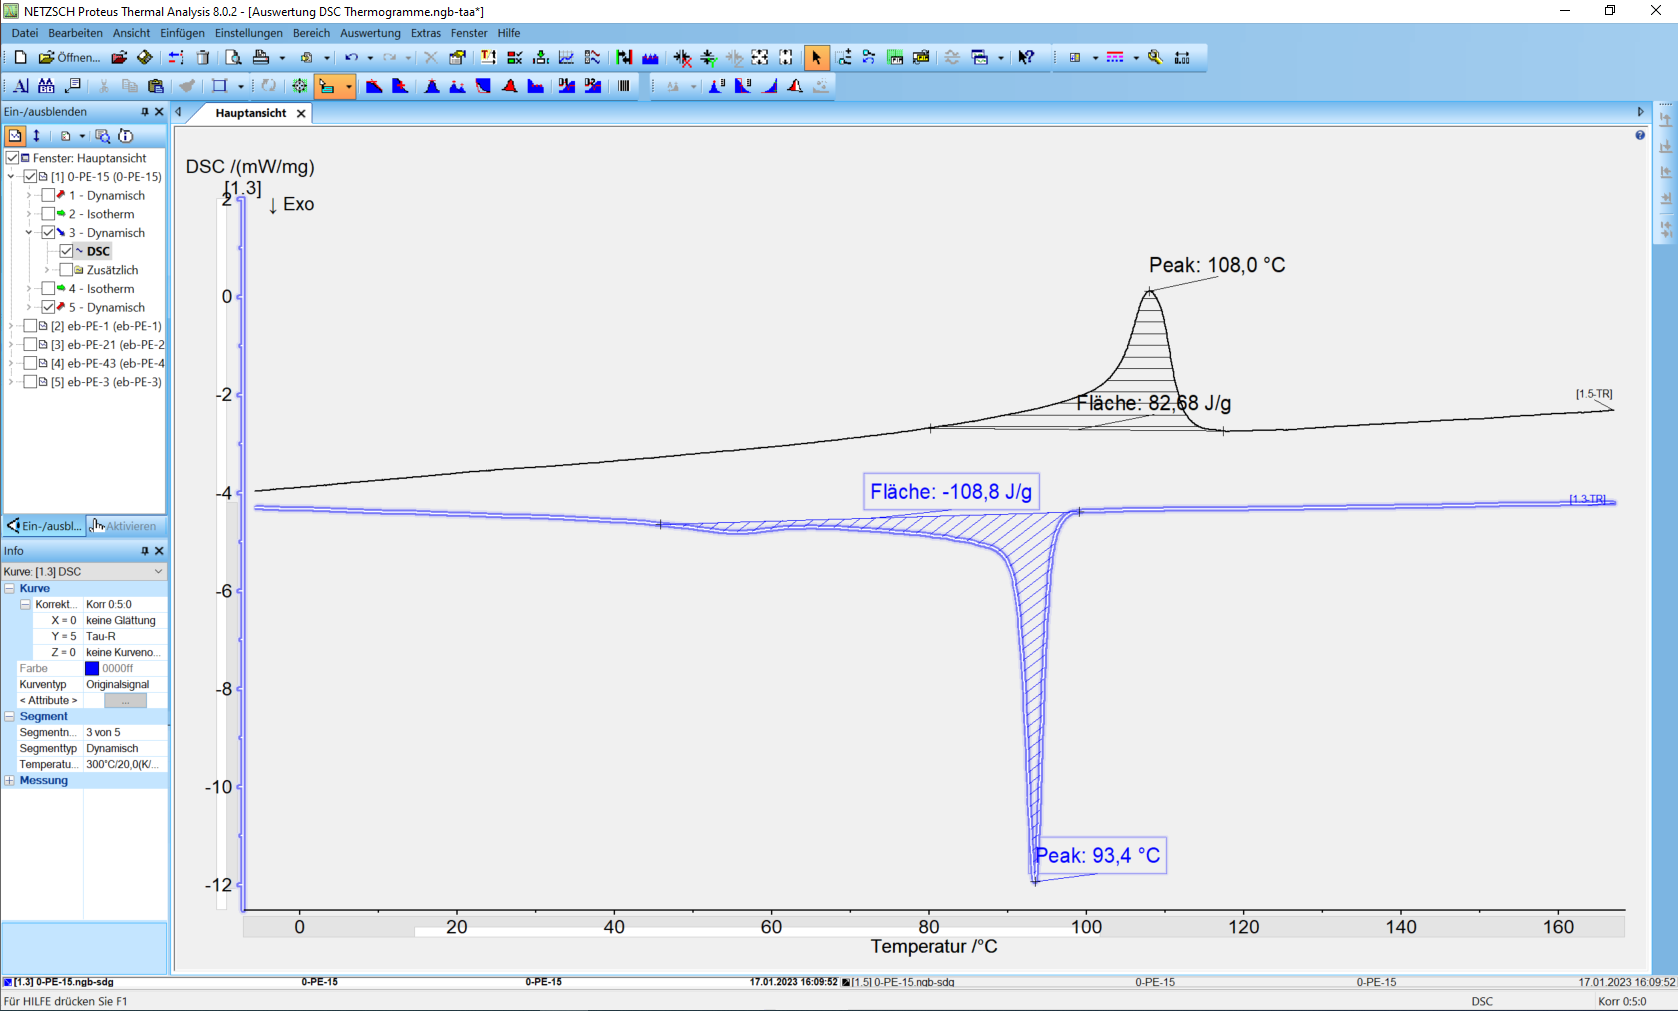 NETZSCH Proteus Thermal Analysis 8.0.2 - [Auswertung DSC Thermogramme.ngb-taa*]
Datei Bearbeiten Ansicht Einfügen Einstellungen Bereich Auswertung Extras Fenster Hilfe
Öffnen...
Ein-/ausblenden
Hauptansicht
Fenster: Hauptansicht
[1] 0-PE-15 (0-PE-15)
1 - Dynamisch
2 - Isotherm
3 - Dynamisch
DSC
Zusätzlich
4 - Isotherm
5 - Dynamisch
[2] eb-PE-1 (eb-PE-1)
[3] eb-PE-21 (eb-PE-2
[4] eb-PE-43 (eb-PE-4
[5] eb-PE-3 (eb-PE-3)
Ein-/ausbl... Aktivieren
Info
Kurve: [1.3] DSC
Kurve
Korrekt... Korr 0:5:0
X = 0 keine Glättung
Y = 5 Tau-R
Z = 0 keine Kurveno...
Farbe 0000ff
Kurventyp Originalsignal
< Attribute > ...
Segment
Segmentn... 3 von 5
Segmenttyp Dynamisch
Temperatu... 300°C/20,0(K/...
Messung
DSC /(mW/mg)
[1.3]
↓ Exo
2
0
-2
-4
-6
-8
-10
-12
Peak: 108,0 °C
Fläche: 82,68 J/g
[1.5-TR]
Fläche: -108,8 J/g
[1.3-TR]
Peak: 93,4 °C
0 20 40 60 80 100 120 140 160
Temperatur /°C
[1.3] 0-PE-15.ngb-sdg 0-PE-15 0-PE-15 17.01.2023 16:09:52 [1.5] 0-PE-15.ngb-sdg 0-PE-15 0-PE-15 17.01.2023 16:09:52
Für HILFE drücken Sie F1 DSC Korr 0:5:0